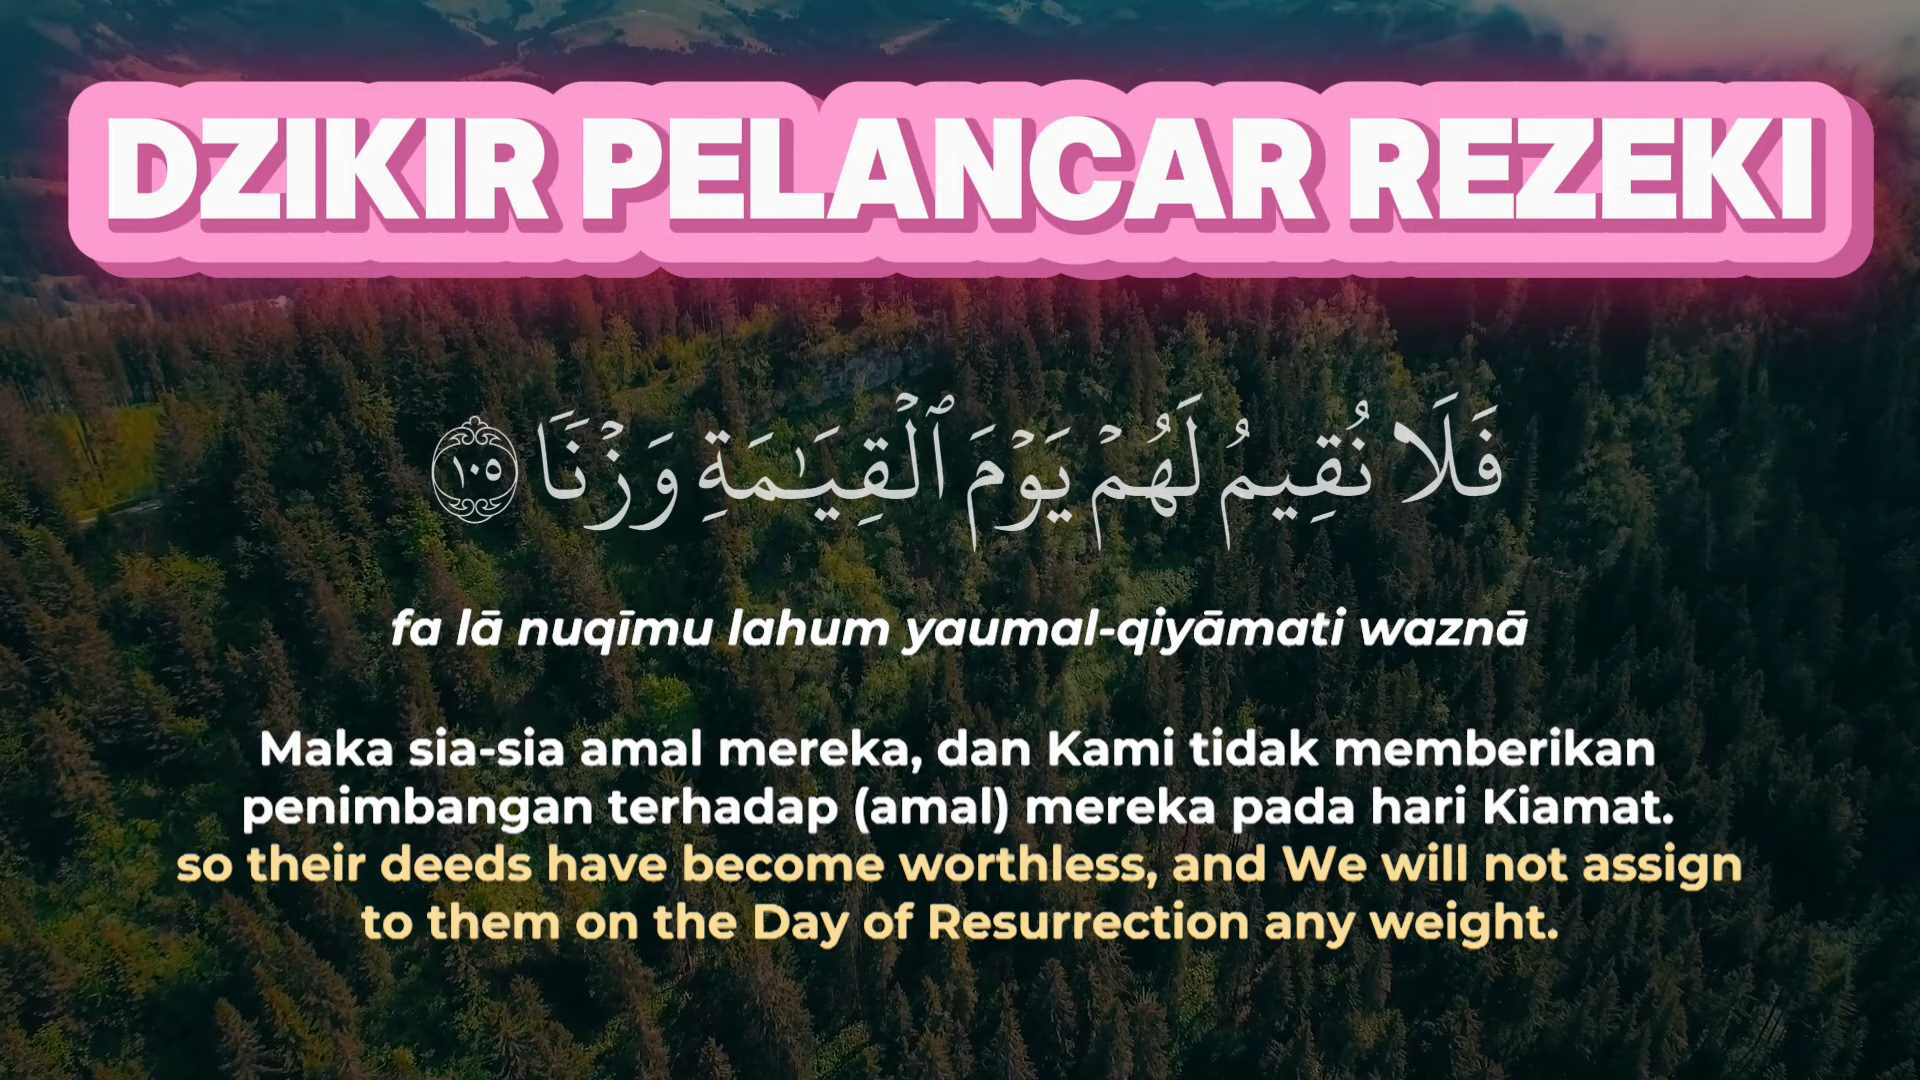 DZIKIR PELANCAR REZEKI
فَلَا نُقِيمُ لَهُمْ يَوْمَ ٱلْقِيَـٰمَةِ وَزْنًا ١٠٥
fa lā nuqīmu lahum yaumal-qiyāmati waznā
Maka sia-sia amal mereka, dan Kami tidak memberikan
penimbangan terhadap (amal) mereka pada hari Kiamat.
so their deeds have become worthless, and We will not assign
to them on the Day of Resurrection any weight.